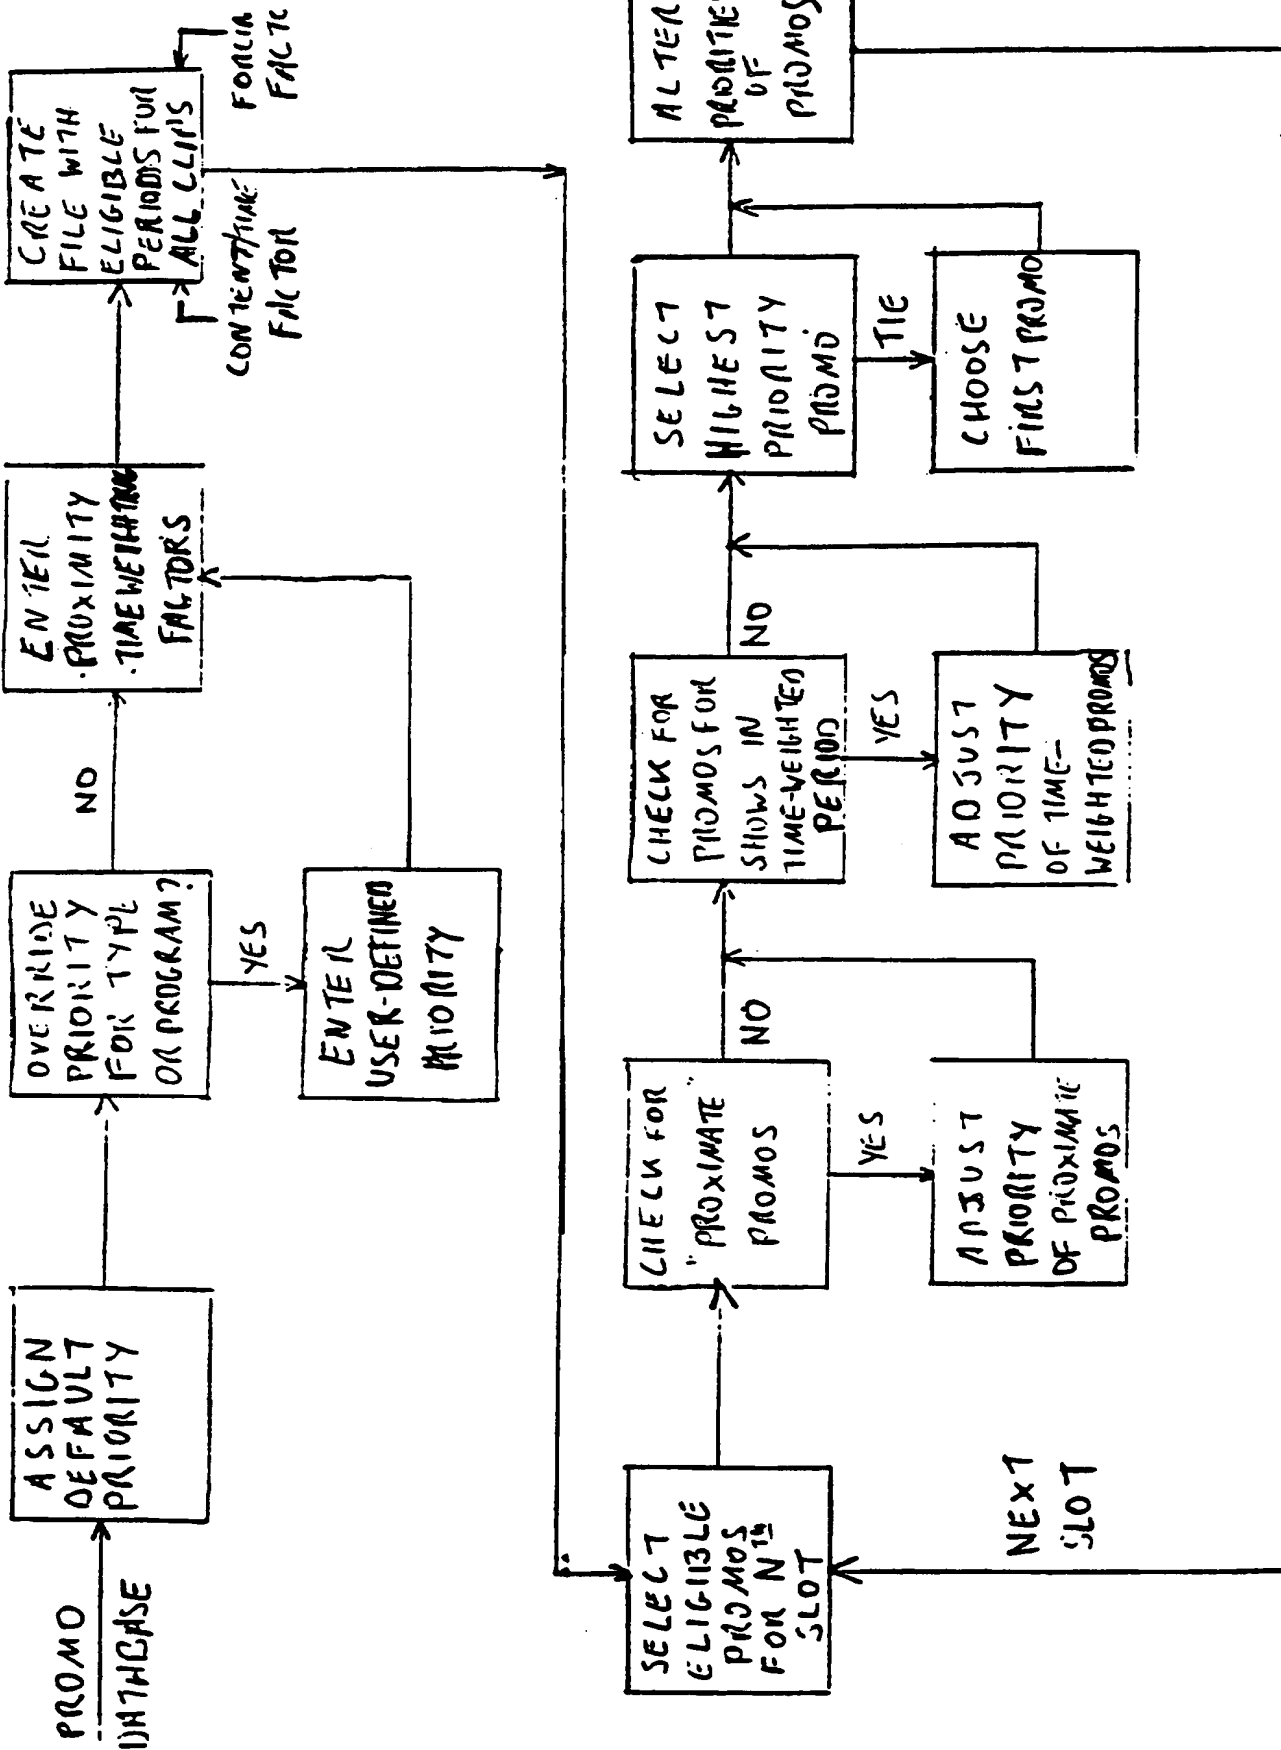 PROMO
DATABASE
ASSIGN
DEFAULT
PRIORITY
OVERRIDE
PRIORITY
FOR TYPE
OR PROGRAM?
NO
YES
ENTER
USER-DEFINED
PRIORITY
ENTER
·PROXIMITY
·TIME WEIGHTING
FACTORS
CREATE
FILE WITH
ELIGIBLE
PERIODS FOR
ALL CLIPS
CONTENT/TIME
FACTOR
SELECT
ELIGIBLE
PROMOS
FOR NTH
SLOT
NEXT
SLOT
CHECK FOR
"PROXIMATE"
PROMOS
NO
YES
ADJUST
PRIORITY
OF PROXIMATE
PROMOS
CHECK FOR
PROMOS FOR
SHOWS IN
TIME-WEIGHTED
PERIOD
NO
YES
ADJUST
PRIORITY
OF TIME-
WEIGHTED PROMOS
SELECT
HIGHEST
PRIORITY
PROMO
TIE
CHOOSE
FIRST PROMO
ALTER
PRIORITIE
OF
PROMOS